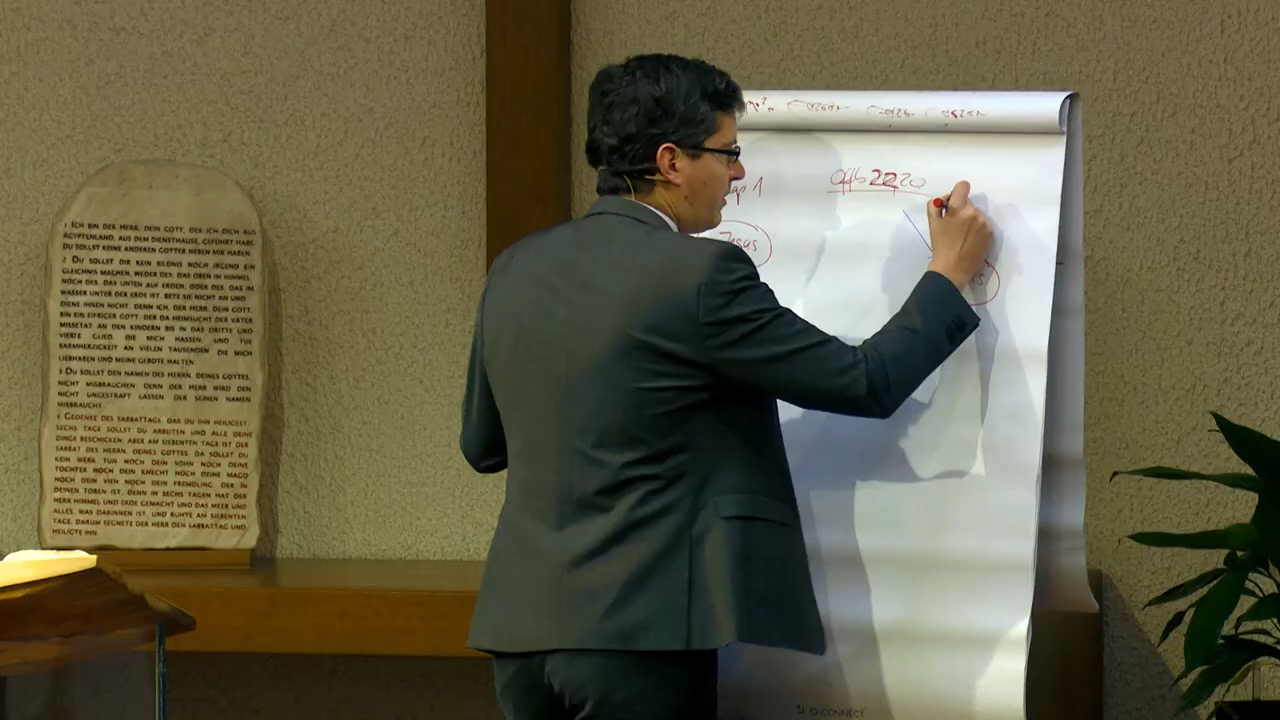 1 ICH BIN DER HERR, DEIN GOTT, DER ICH DICH AUS
ÄGYPTENLAND, AUS DEM DIENSTHAUSE, GEFÜHRT HABE.
DU SOLLST KEINE ANDEREN GÖTTER NEBEN MIR HABEN.
2 DU SOLLST DIR KEIN BILDNIS NOCH IRGEND EIN
GLEICHNIS MACHEN, WEDER DES, DAS OBEN IM HIMMEL,
NOCH DES, DAS UNTEN AUF ERDEN, ODER DES, DAS IM
WASSER UNTER DER ERDE IST. BETE SIE NICHT AN UND
DIENE IHNEN NICHT. DENN ICH, DER HERR, DEIN GOTT,
BIN EIN EIFRIGER GOTT, DER DA HEIMSUCHT DER VÄTER
MISSETAT AN DEN KINDERN BIS IN DAS DRITTE UND
VIERTE GLIED, DIE MICH HASSEN; UND TUE
BARMHERZIGKEIT AN VIELEN TAUSENDEN, DIE MICH
LIEBHABEN UND MEINE GEBOTE HALTEN.
3 DU SOLLST DEN NAMEN DES HERRN, DEINES GOTTES,
NICHT MIßBRAUCHEN; DENN DER HERR WIRD DEN
NICHT UNGESTRAFT LASSEN, DER SEINEN NAMEN
MIßBRAUCHT.
4 GEDENKE DES SABBATTAGS, DAS DU IHN HEILIGEST.
SECHS TAGE SOLLST DU ARBEITEN UND ALLE DEINE
DINGE BESCHICKEN; ABER AM SIEBENTEN TAGE IST DER
SABBAT DES HERRN, DEINES GOTTES. DA SOLLST DU
KEIN WERK TUN NOCH DEIN SOHN NOCH DEINE
TOCHTER NOCH DEIN KNECHT NOCH DEINE MAGD
NOCH DEIN VIEH NOCH DEIN FREMDLING, DER IN
DEINEN TOREN IST. DENN IN SECHS TAGEN HAT DER
HERR HIMMEL UND ERDE GEMACHT UND DAS MEER UND
ALLES, WAS DARINNEN IST, UND RUHTE AM SIEBENTEN
TAGE. DARUM SEGNETE DER HERR DEN SABBATTAG UND
HEILIGTE IHN.
Offb 22 20
ap 1
Jesus